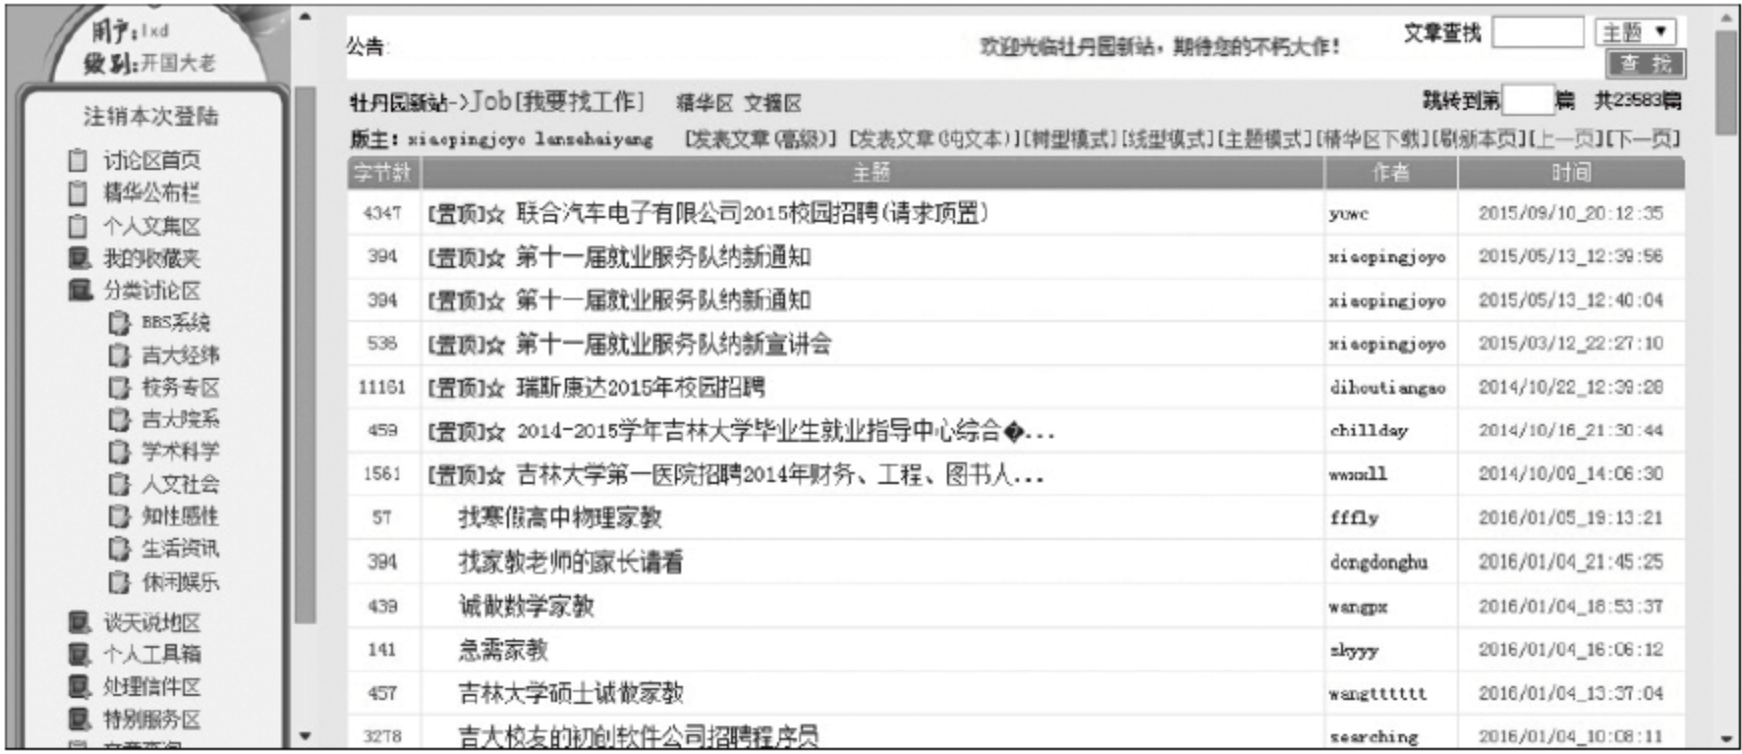 用户:lxd
级别:开国大老
注销本次登陆
讨论区首页
精华公布栏
个人文集区
我的收藏夹
分类讨论区
BBS系统
吉大经纬
校务专区
吉大院系
学术科学
人文社会
知性感性
生活资讯
休闲娱乐
谈天说地区
个人工具箱
处理信件区
特别服务区
公告:
欢迎光临牡丹园新站，期待您的不朽大作!
文章查找 主题
查 找
牡丹园新站->Job[我要找工作] 精华区 文摘区 跳转到第 篇 共23583篇
版主: xiaopingjoyo lansehaiyang [发表文章(高级)] [发表文章(纯文本)][树型模式][线型模式][主题模式][精华区下载][刷新本页][上一页][下一页]
字节数 主题 作者 时间
4347 [置顶]☆ 联合汽车电子有限公司2015校园招聘(请求顶置) yuwc 2015/09/10_20:12:35
394 [置顶]☆ 第十一届就业服务队纳新通知 xiaopingjoyo 2015/05/13_12:39:56
394 [置顶]☆ 第十一届就业服务队纳新通知 xiaopingjoyo 2015/05/13_12:40:04
536 [置顶]☆ 第十一届就业服务队纳新宣讲会 xiaopingjoyo 2015/03/12_22:27:10
11161 [置顶]☆ 瑞斯康达2015年校园招聘 dihoutiangao 2014/10/22_12:39:28
459 [置顶]☆ 2014-2015学年吉林大学毕业生就业指导中心综合�... chillday 2014/10/16_21:30:44
1561 [置顶]☆ 吉林大学第一医院招聘2014年财务、工程、图书人... 2014/10/09_14:06:30
57 找寒假高中物理家教 fffly 2016/01/05_19:13:21
394 找家教老师的家长请看 dongdonghu 2016/01/04_21:45:25
439 诚做数学家教 wangpx 2016/01/04_18:53:37
141 急需家教 skyyy 2016/01/04_16:06:12
457 吉林大学硕士诚做家教 wangtttttt 2016/01/04_13:37:04
3278 吉大校友的初创软件公司招聘程序员 searching 2016/01/04_10:08:11